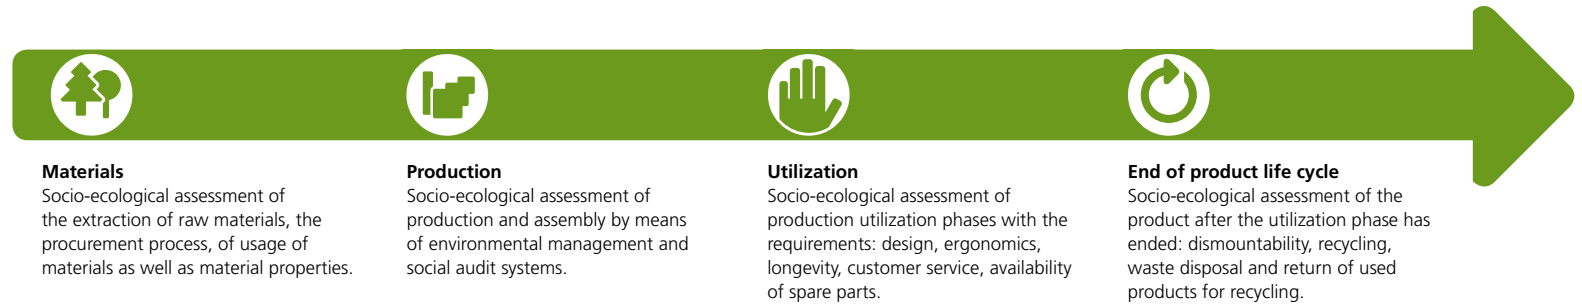 Materials
Socio-ecological assessment of
the extraction of raw materials, the
procurement process, of usage of
materials as well as material properties.
Production
Socio-ecological assessment of
production and assembly by means
of environmental management and
social audit systems.
Utilization
Socio-ecological assessment of
production utilization phases with the
requirements: design, ergonomics,
longevity, customer service, availability
of spare parts.
End of product life cycle
Socio-ecological assessment of the
product after the utilization phase has
ended: dismountability, recycling,
waste disposal and return of used
products for recycling.